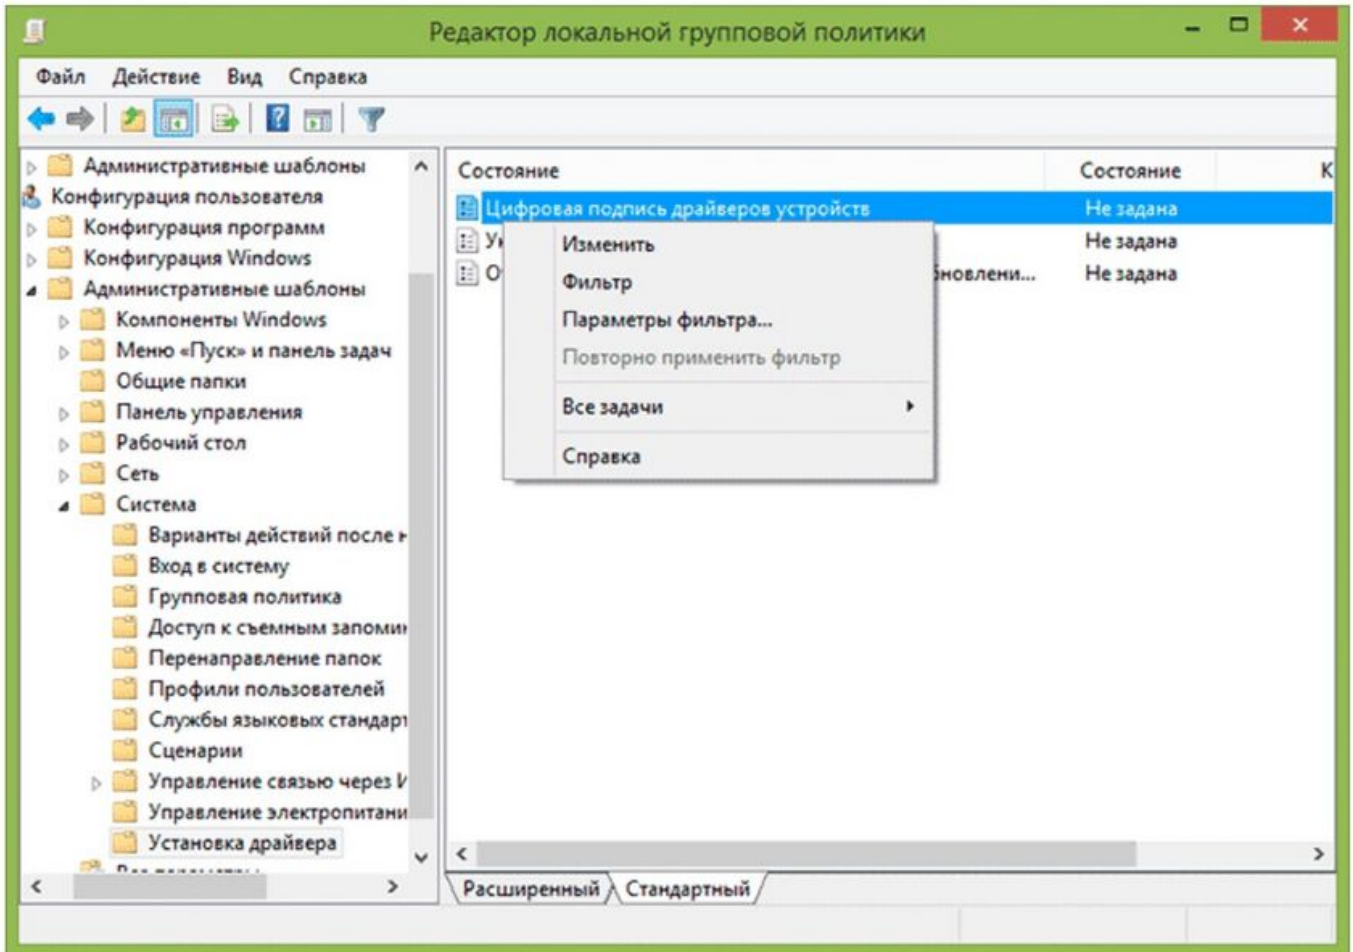 Редактор локальной групповой политики
Файл Действие Вид Справка
Административные шаблоны
Конфигурация пользователя
Конфигурация программ
Конфигурация Windows
Административные шаблоны
Компоненты Windows
Меню «Пуск» и панель задач
Общие папки
Панель управления
Рабочий стол
Сеть
Система
Варианты действий после н
Вход в систему
Групповая политика
Доступ к съемным запомин
Перенаправление папок
Профили пользователей
Службы языковых стандарт
Сценарии
Управление связью через И
Управление электропитани
Установка драйвера
Состояние Состояние К
Цифровая подпись драйверов устройств Не задана
Не задана
бновлени... Не задана
Изменить
Фильтр
Параметры фильтра...
Повторно применить фильтр
Все задачи
Справка
Расширенный Стандартный